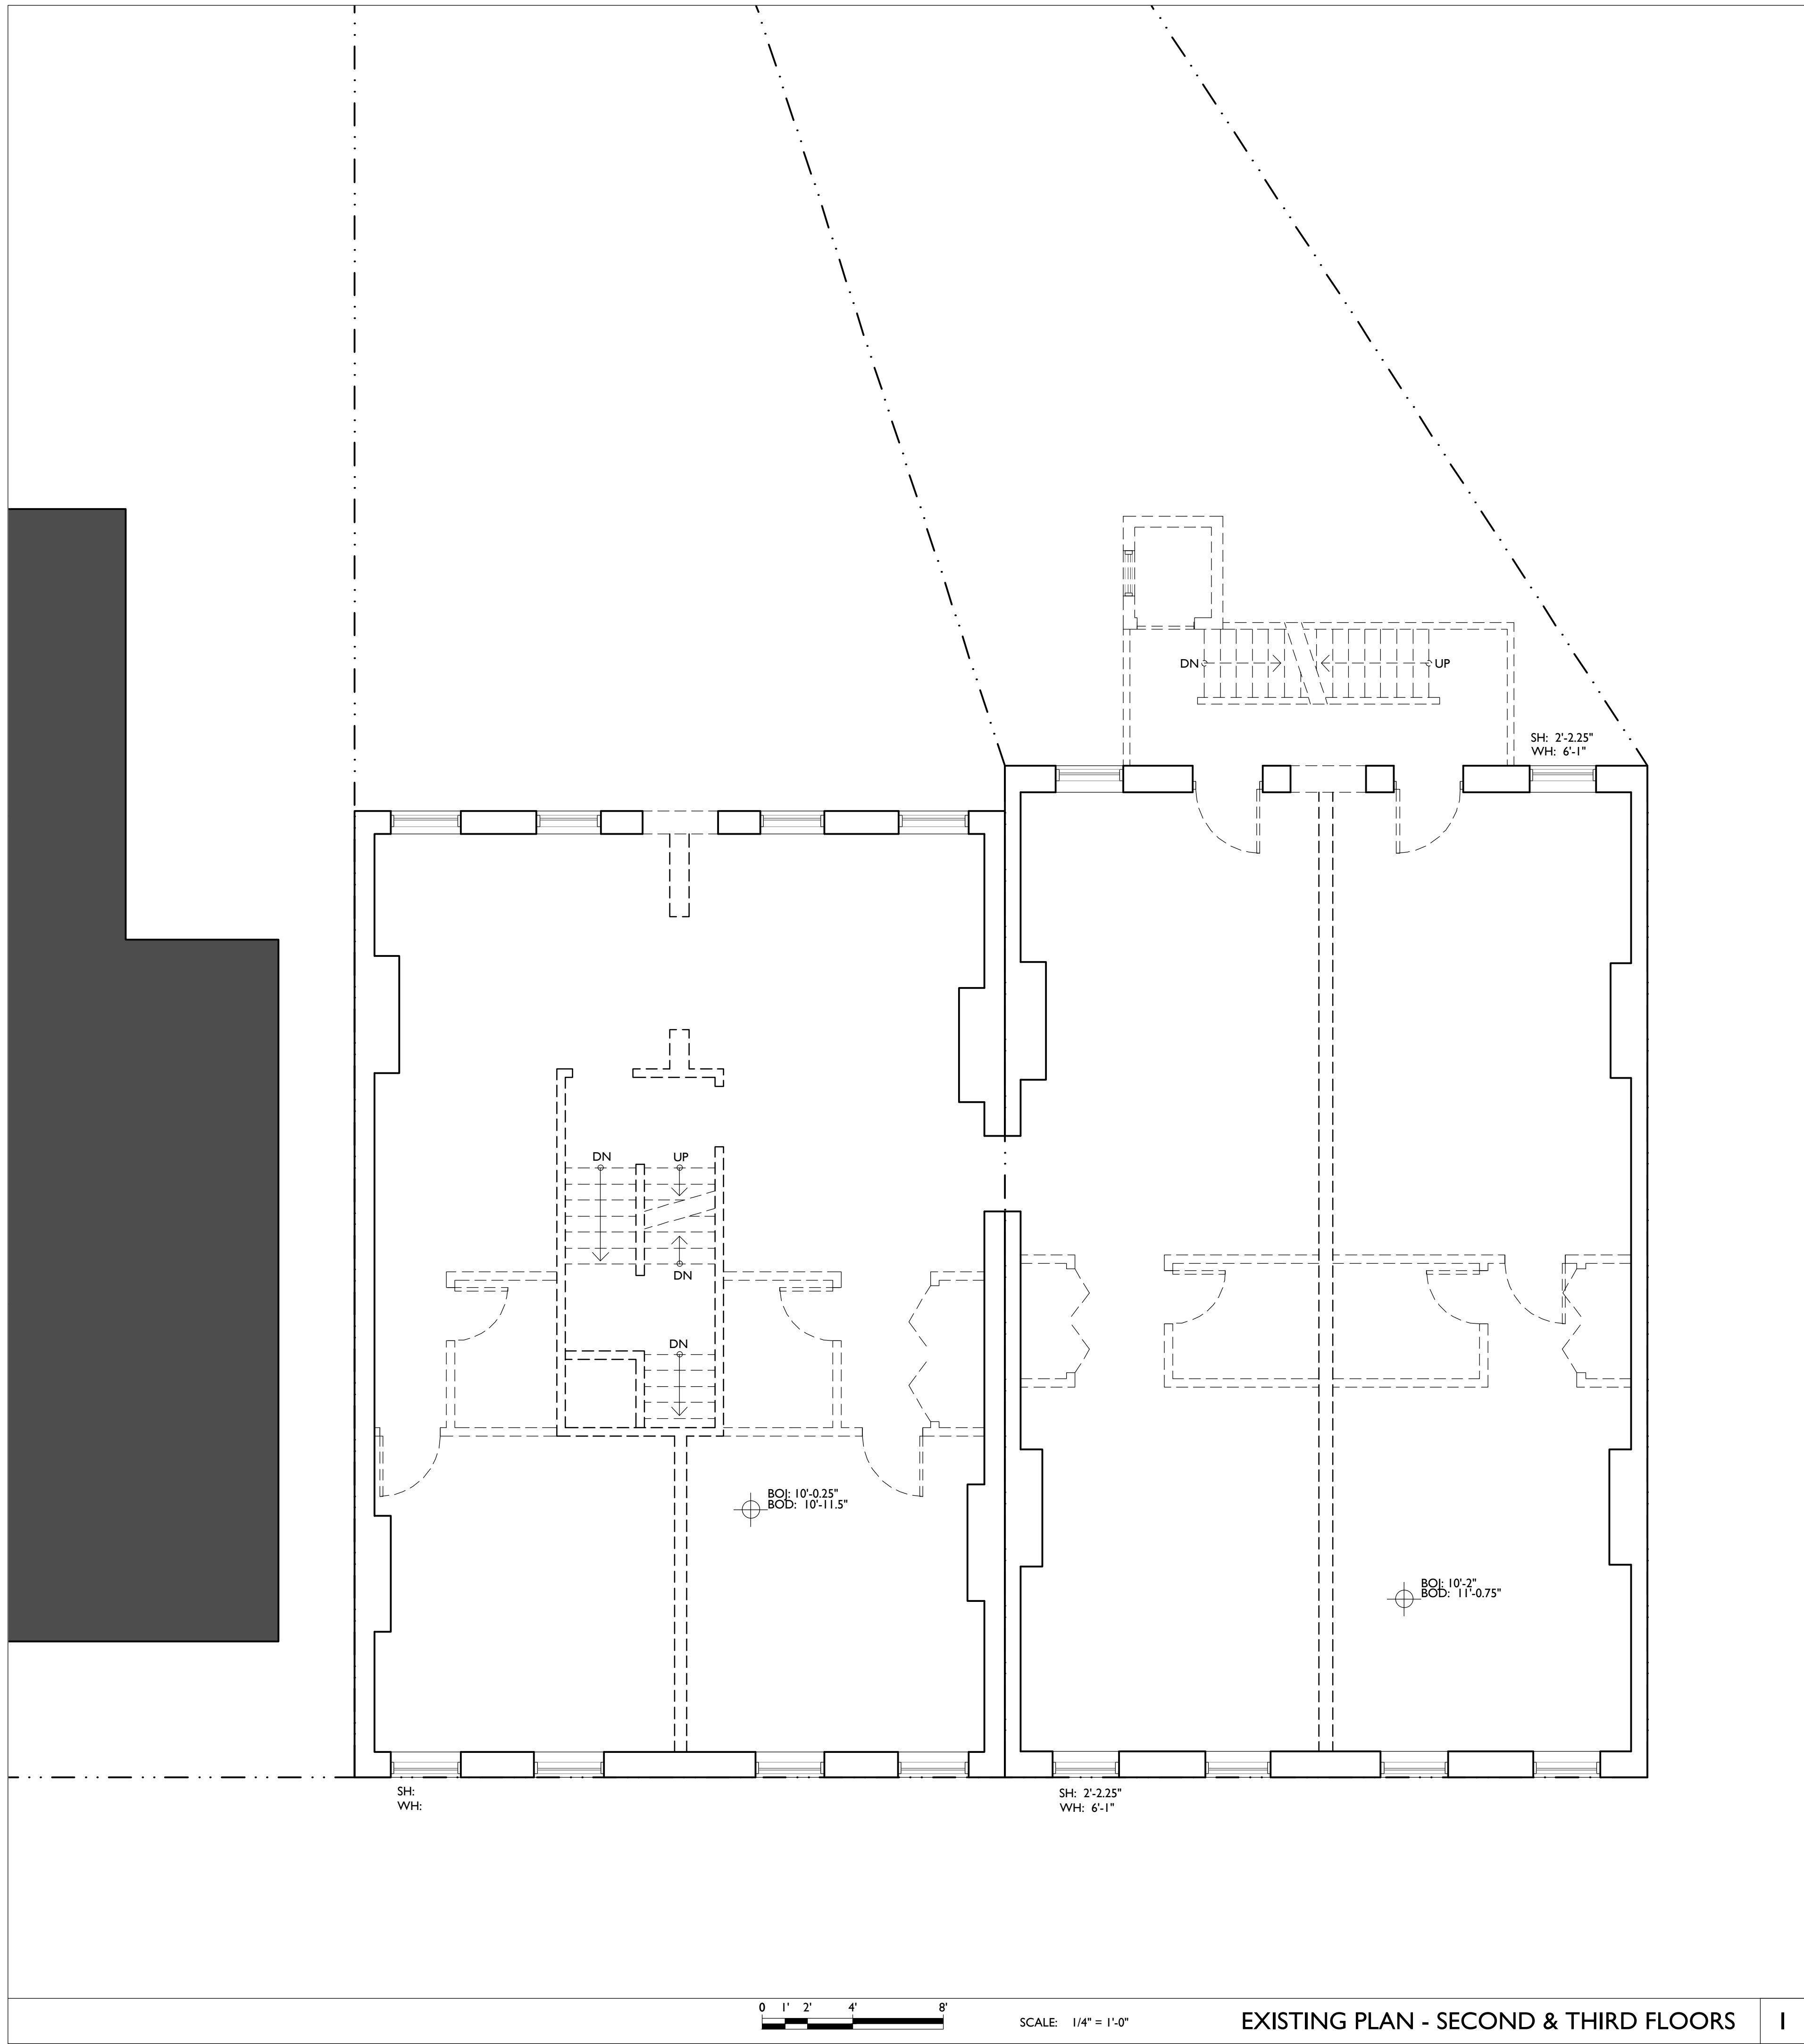 DN
UP
SH: 2'-2.25"
WH: 6'-1"
DN
UP
DN
DN
BOJ: 10'-0.25"
BOD: 10'-11.5"
BOJ: 10'-2"
BOD: 11'-0.75"
SH:
WH:
SH: 2'-2.25"
WH: 6'-1"
0 1' 2' 4' 8'
SCALE: 1/4" = 1'-0"
EXISTING PLAN - SECOND & THIRD FLOORS
1